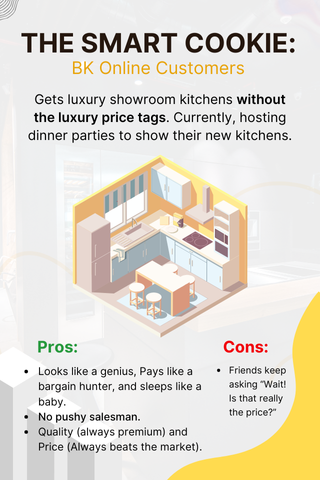 THE SMART COOKIE:
BK Online Customers
Gets luxury showroom kitchens without
the luxury price tags. Currently, hosting
dinner parties to show their new kitchens.
Pros:
• Looks like a genius, Pays like a
bargain hunter, and sleeps like a
baby.
• No pushy salesman.
• Quality (always premium) and
Price (Always beats the market).
Cons:
• Friends keep
asking “Wait!
Is that really
the price?”